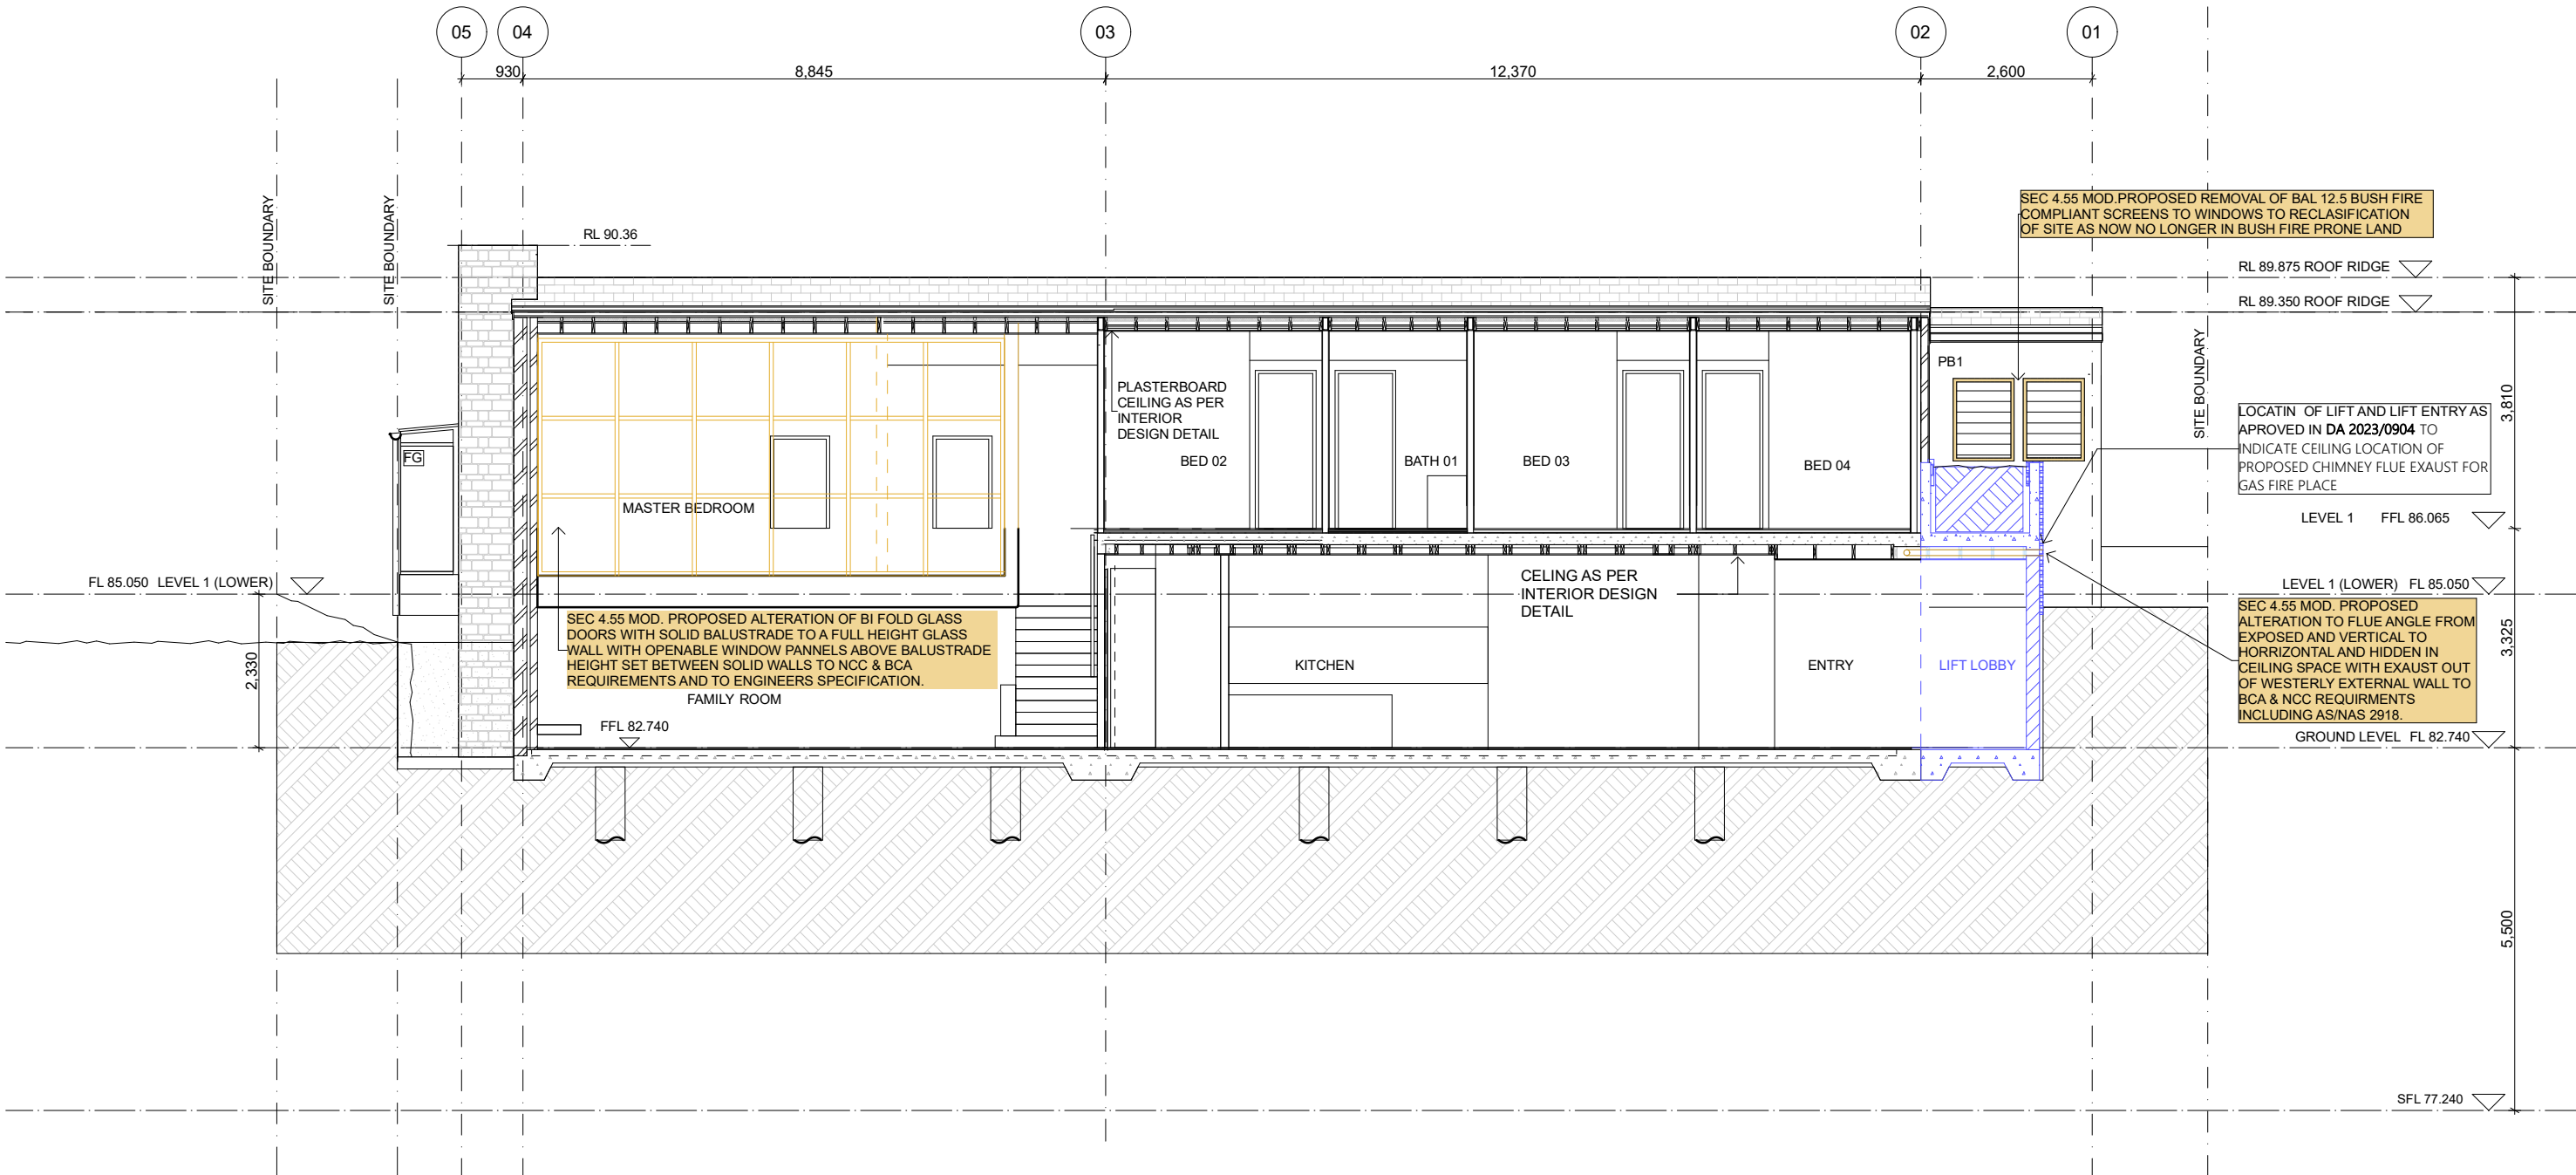 05
04
03
02
01
930
8,845
12,370
2,600
SITE BOUNDARY
SITE BOUNDARY
RL 90.36
SEC 4.55 MOD.PROPOSED REMOVAL OF BAL 12.5 BUSH FIRE
COMPLIANT SCREENS TO WINDOWS TO RECLASIFICATION
OF SITE AS NOW NO LONGER IN BUSH FIRE PRONE LAND
RL 89.875 ROOF RIDGE
RL 89.350 ROOF RIDGE
SITE BOUNDARY
3,810
PB1
PLASTERBOARD
CEILING AS PER
INTERIOR
DESIGN DETAIL
BED 02
BATH 01
BED 03
BED 04
LOCATIN OF LIFT AND LIFT ENTRY AS
APROVED IN DA 2023/0904 TO
INDICATE CEILING LOCATION OF
PROPOSED CHIMNEY FLUE EXAUST FOR
GAS FIRE PLACE
FG
MASTER BEDROOM
LEVEL 1 FFL 86.065
FL 85.050 LEVEL 1 (LOWER)
CELING AS PER
INTERIOR DESIGN
DETAIL
LEVEL 1 (LOWER) FL 85.050
SEC 4.55 MOD. PROPOSED ALTERATION OF BI FOLD GLASS
DOORS WITH SOLID BALUSTRADE TO A FULL HEIGHT GLASS
WALL WITH OPENABLE WINDOW PANNELS ABOVE BALUSTRADE
HEIGHT SET BETWEEN SOLID WALLS TO NCC & BCA
REQUIREMENTS AND TO ENGINEERS SPECIFICATION.
SEC 4.55 MOD. PROPOSED
ALTERATION TO FLUE ANGLE FROM
EXPOSED AND VERTICAL TO
HORRIZONTAL AND HIDDEN IN
CEILING SPACE WITH EXAUST OUT
OF WESTERLY EXTERNAL WALL TO
BCA & NCC REQUIRMENTS
INCLUDING AS/NAS 2918.
3,325
2,330
KITCHEN
ENTRY
LIFT LOBBY
FAMILY ROOM
FFL 82.740
GROUND LEVEL FL 82.740
5,500
SFL 77.240